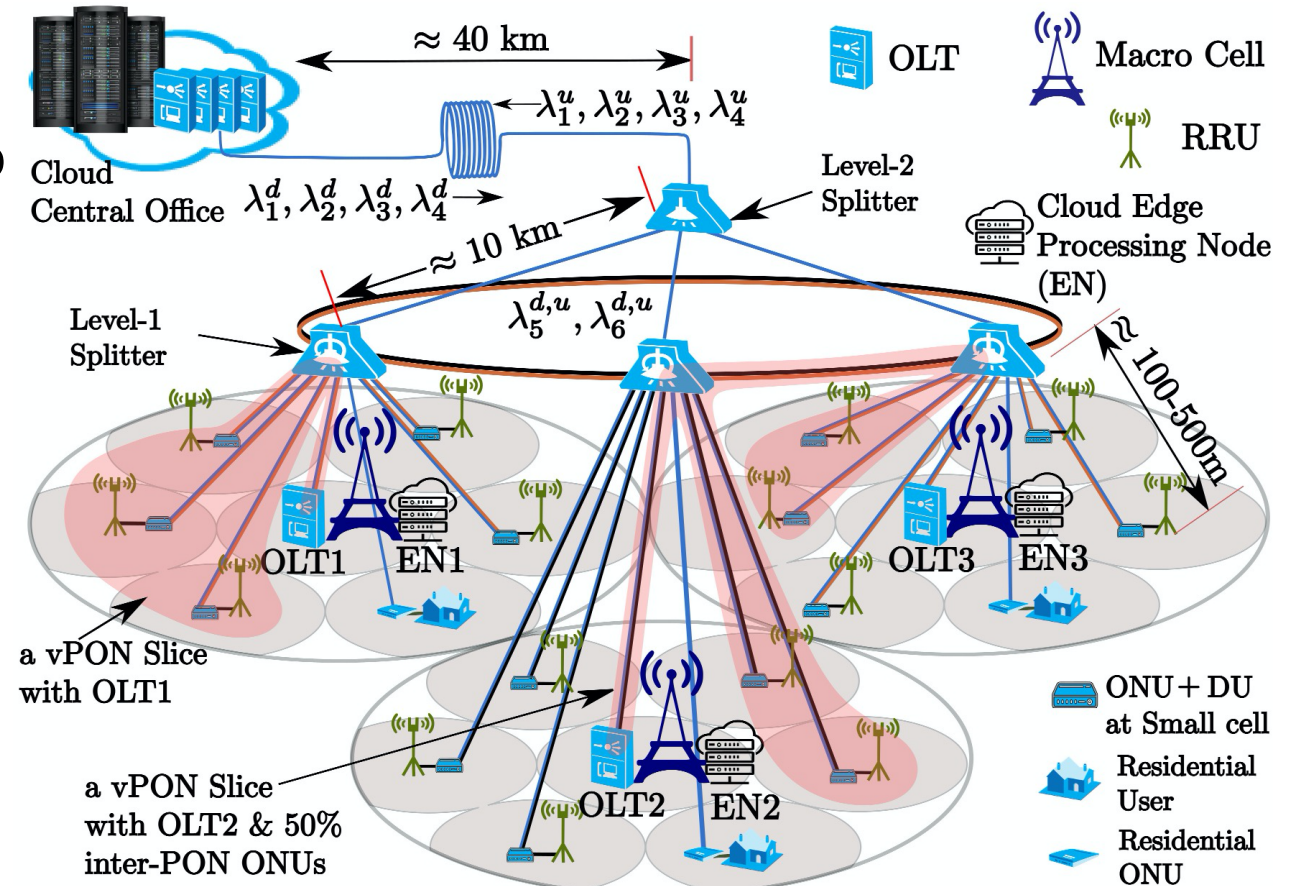 ≈ 40 km
OLT
Macro Cell
λ₁ᵘ, λ₂ᵘ, λ₃ᵘ, λ₄ᵘ
RRU
)
Cloud
Central Office
λ₁ᵈ, λ₂ᵈ, λ₃ᵈ, λ₄ᵈ
Level-2
Splitter
Cloud Edge
Processing Node
(EN)
≈ 10 km
λ₅ᵈ,ᵘ, λ₆ᵈ,ᵘ
Level-1
Splitter
≈ 100-500m
OLT1
EN1
OLT3
EN3
a vPON Slice
with OLT1
ONU+DU
at Small cell
a vPON Slice
with OLT2 & 50%
inter-PON ONUs
OLT2
EN2
Residential
User
Residential
ONU